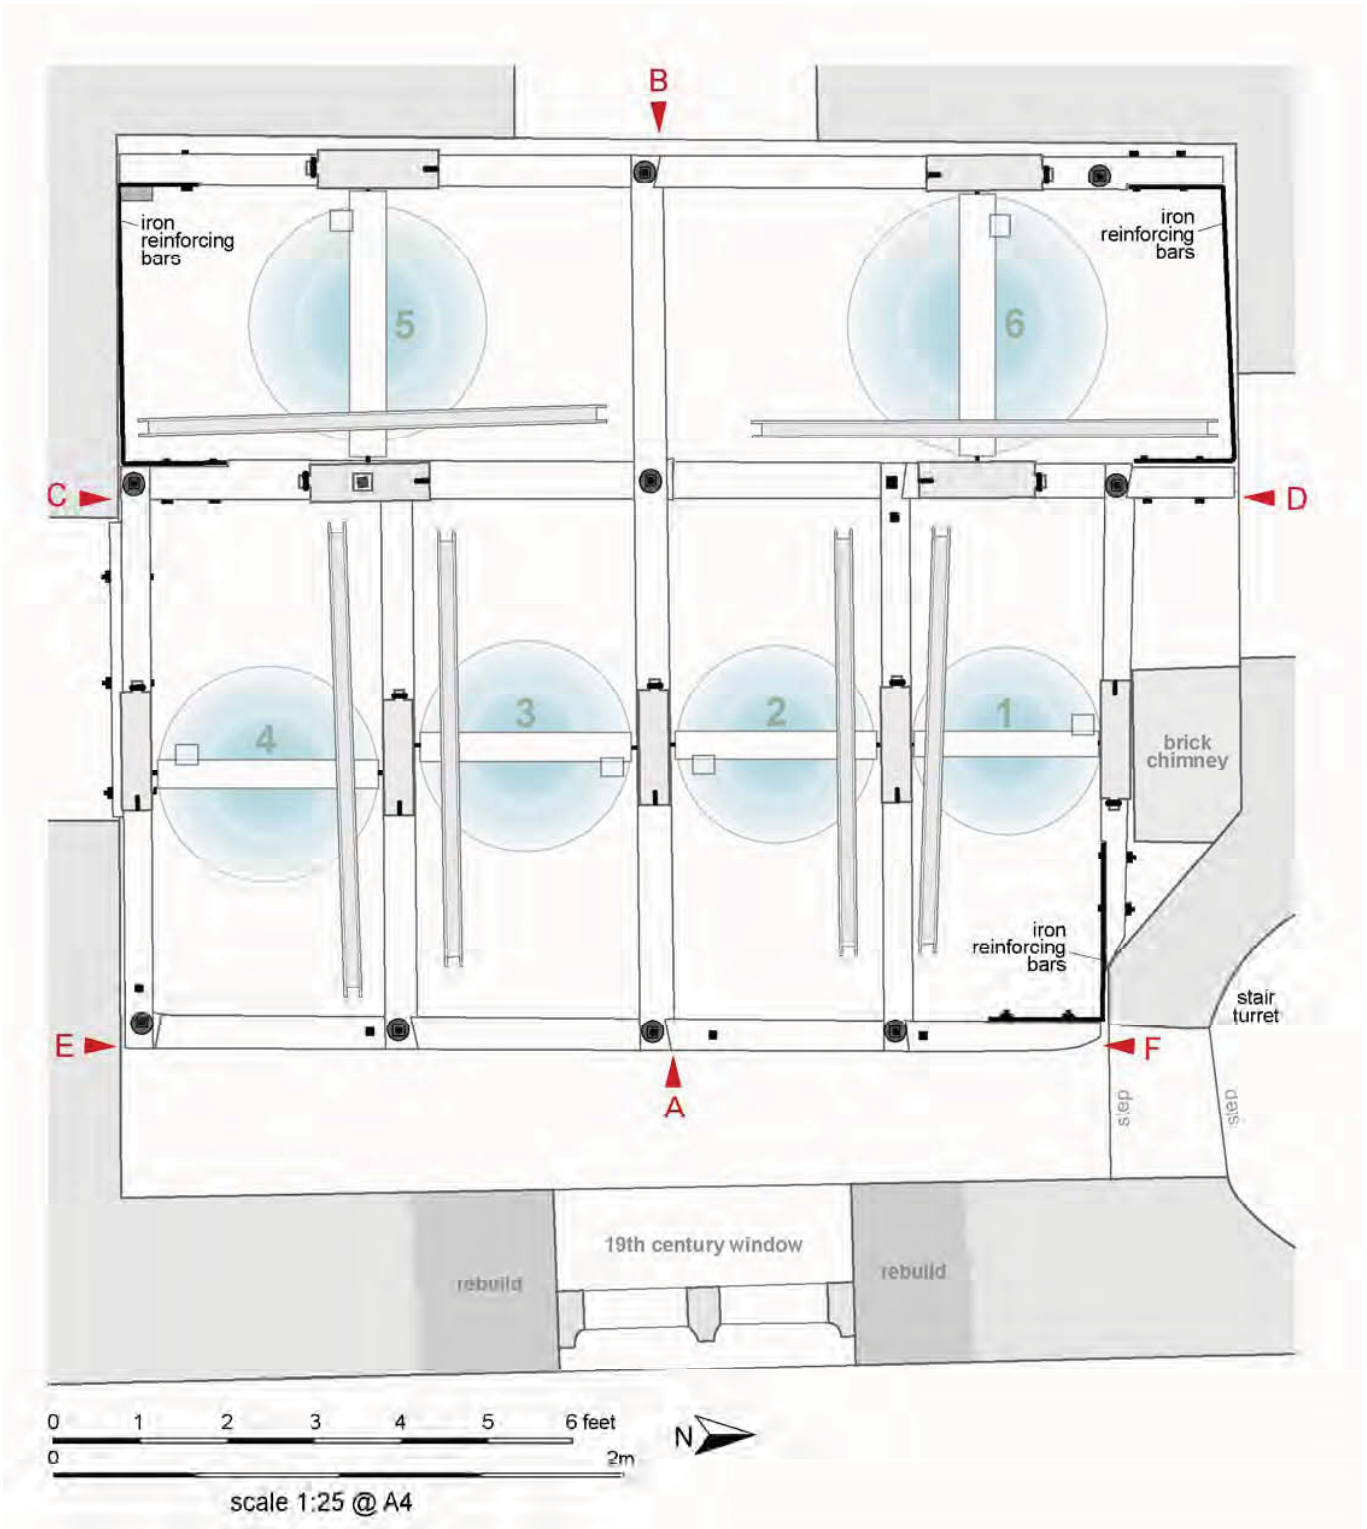 B
iron
reinforcing
bars
iron
reinforcing
bars
5
6
C
D
4
3
2
1
brick
chimney
iron
reinforcing
bars
stair
turret
E
F
A
step
step
19th century window
rebuild
rebuild
0 1 2 3 4 5 6 feet
0 2m
N
scale 1:25 @ A4